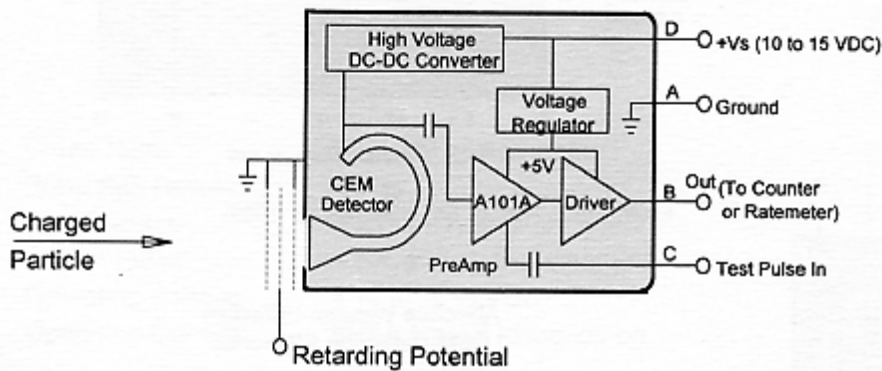 High Voltage
DC-DC Converter
D
+Vs (10 to 15 VDC)
Voltage
Regulator
A
Ground
CEM
Detector
+5V
A101A
Driver
B
Out
(To Counter
or Ratemeter)
Charged
Particle
PreAmp
C
Test Pulse In
Retarding Potential